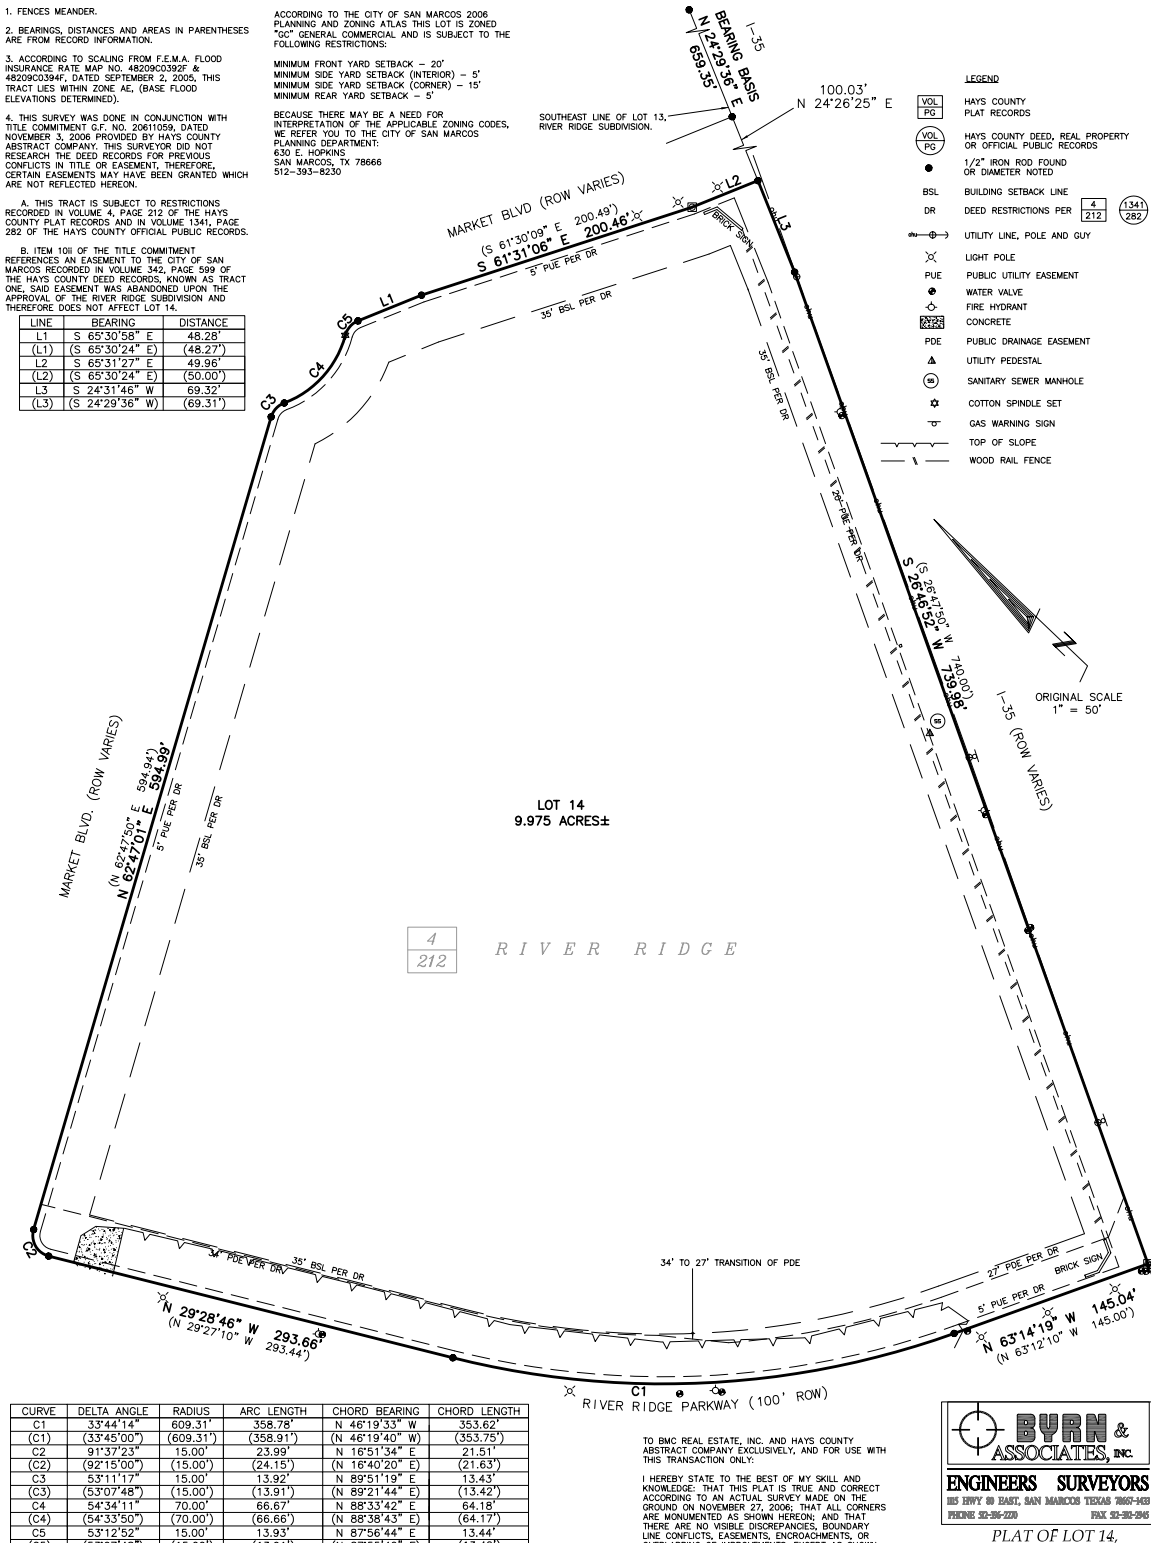 1. FENCES MEANDER.
2. BEARINGS, DISTANCES AND AREAS IN PARENTHESES
ARE FROM RECORD INFORMATION.
3. ACCORDING TO SCALING FROM F.E.M.A. FLOOD
INSURANCE RATE MAP NO. 48209C0392F &
48209C0394F, DATED SEPTEMBER 2, 2005, THIS
TRACT LIES WITHIN ZONE AE, (BASE FLOOD
ELEVATIONS DETERMINED).
4. THIS SURVEY WAS DONE IN CONJUNCTION WITH
TITLE COMMITMENT G.F. NO. 20611059, DATED
NOVEMBER 3, 2006 PROVIDED BY HAYS COUNTY
ABSTRACT COMPANY. THIS SURVEYOR DID NOT
RESEARCH THE DEED RECORDS FOR PREVIOUS
CONFLICTS IN TITLE OR EASEMENT, THEREFORE,
CERTAIN EASEMENTS MAY HAVE BEEN GRANTED WHICH
ARE NOT REFLECTED HEREON.
A. THIS TRACT IS SUBJECT TO RESTRICTIONS
RECORDED IN VOLUME 4, PAGE 212 OF THE HAYS
COUNTY PLAT RECORDS AND IN VOLUME 1341, PAGE
282 OF THE HAYS COUNTY OFFICIAL PUBLIC RECORDS.
B. ITEM 10ii OF THE TITLE COMMITMENT
REFERENCES AN EASEMENT TO THE CITY OF SAN
MARCOS RECORDED IN VOLUME 342, PAGE 599 OF
THE HAYS COUNTY DEED RECORDS, KNOWN AS TRACT
ONE, SAID EASEMENT WAS ABANDONED UPON THE
APPROVAL OF THE RIVER RIDGE SUBDIVISION AND
THEREFORE DOES NOT AFFECT LOT 14.
LINE BEARING DISTANCE
L1 S 65°30'58" E 48.28'
(L1) (S 65°30'24" E) (48.27')
L2 S 65°31'27" E 49.96'
(L2) (S 65°30'24" E) (50.00')
L3 S 24°31'46" W 69.32'
(L3) (S 24°29'36" W) (69.31')
ACCORDING TO THE CITY OF SAN MARCOS 2006
PLANNING AND ZONING ATLAS THIS LOT IS ZONED
"GC" GENERAL COMMERCIAL AND IS SUBJECT TO THE
FOLLOWING RESTRICTIONS:
MINIMUM FRONT YARD SETBACK – 20'
MINIMUM SIDE YARD SETBACK (INTERIOR) – 5'
MINIMUM SIDE YARD SETBACK (CORNER) – 15'
MINIMUM REAR YARD SETBACK – 5'
BECAUSE THERE MAY BE A NEED FOR
INTERPRETATION OF THE APPLICABLE ZONING CODES,
WE REFER YOU TO THE CITY OF SAN MARCOS
PLANNING DEPARTMENT:
630 E. HOPKINS
SAN MARCOS, TX 78666
512-393-8230
I-35
BEARING BASIS
N 24°29'36" E
659.35'
100.03'
N 24°26'25" E
SOUTHEAST LINE OF LOT 13,
RIVER RIDGE SUBDIVISION.
LEGEND
VOL
PG
HAYS COUNTY
PLAT RECORDS
VOL
PG
HAYS COUNTY DEED, REAL PROPERTY
OR OFFICIAL PUBLIC RECORDS
1/2" IRON ROD FOUND
OR DIAMETER NOTED
BSL BUILDING SETBACK LINE
DR DEED RESTRICTIONS PER 4 212 1341 282
ohu UTILITY LINE, POLE AND GUY
LIGHT POLE
PUE PUBLIC UTILITY EASEMENT
WATER VALVE
FIRE HYDRANT
CONCRETE
PDE PUBLIC DRAINAGE EASEMENT
UTILITY PEDESTAL
SS SANITARY SEWER MANHOLE
COTTON SPINDLE SET
GAS WARNING SIGN
TOP OF SLOPE
WOOD RAIL FENCE
MARKET BLVD (ROW VARIES)
(S 61°30'09" E 200.49')
S 61°31'06" E 200.46'
5' PUE PER DR
35' BSL PER DR
L2
L3
BRICK SIGN
L1
C5
C4
C3
35' BSL PER DR
20' PUE PER DR
(S 26°47'50" W 740.00')
S 26°46'52" W 739.98'
ORIGINAL SCALE
1" = 50'
I-35 (ROW VARIES)
SS
MARKET BLVD. (ROW VARIES)
(N 62°47'50" E 594.94')
N 62°47'01" E 594.99'
5' PUE PER DR
35' BSL PER DR
LOT 14
9.975 ACRES±
4
212
RIVER RIDGE
C2
34' PDE PER DR
35' BSL PER DR
34' TO 27' TRANSITION OF PDE
27' PDE PER DR
BRICK SIGN
5' PUE PER DR
N 29°28'46" W 293.66'
(N 29°27'10" W 293.44')
N 63°14'19" W 145.04'
(N 63°12'10" W 145.00')
C1
RIVER RIDGE PARKWAY (100' ROW)
CURVE DELTA ANGLE RADIUS ARC LENGTH CHORD BEARING CHORD LENGTH
C1 33°44'14" 609.31' 358.78' N 46°19'33" W 353.62'
(C1) (33°45'00") (609.31') (358.91') (N 46°19'40" W) (353.75')
C2 91°37'23" 15.00' 23.99' N 16°51'34" E 21.51'
(C2) (92°15'00") (15.00') (24.15') (N 16°40'20" E) (21.63')
C3 53°11'17" 15.00' 13.92' N 89°51'19" E 13.43'
(C3) (53°07'48") (15.00') (13.91') (N 89°21'44" E) (13.42')
C4 54°34'11" 70.00' 66.67' N 88°33'42" E 64.18'
(C4) (54°33'50") (70.00') (66.66') (N 88°38'43" E) (64.17')
C5 53°12'52" 15.00' 13.93' N 87°56'44" E 13.44'
TO BMC REAL ESTATE, INC. AND HAYS COUNTY
ABSTRACT COMPANY EXCLUSIVELY, AND FOR USE WITH
THIS TRANSACTION ONLY:
I HEREBY STATE TO THE BEST OF MY SKILL AND
KNOWLEDGE: THAT THIS PLAT IS TRUE AND CORRECT
ACCORDING TO AN ACTUAL SURVEY MADE ON THE
GROUND ON NOVEMBER 27, 2006; THAT ALL CORNERS
ARE MONUMENTED AS SHOWN HEREON; AND THAT
THERE ARE NO VISIBLE DISCREPANCIES, BOUNDARY
LINE CONFLICTS, EASEMENTS, ENCROACHMENTS, OR
BYRN &
ASSOCIATES, INC.
ENGINEERS SURVEYORS
HWY 80 EAST, SAN MARCOS TEXAS
PHONE 512-396-2270 FAX 512-392-2945
PLAT OF LOT 14,